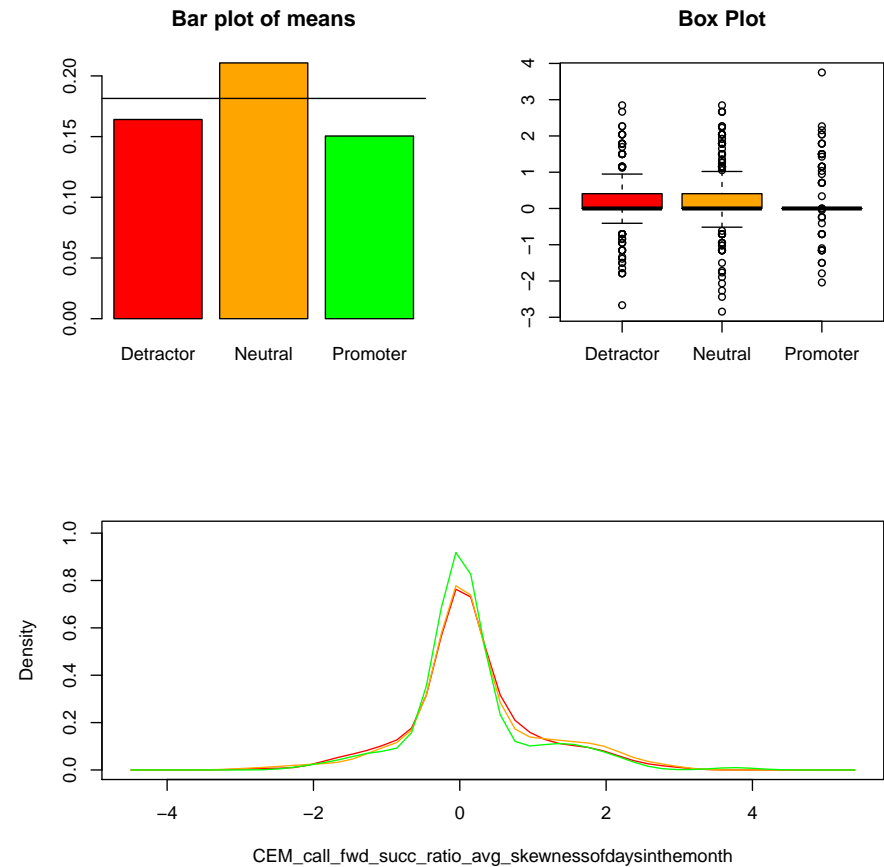 Bar plot of means
0.00 0.05 0.10 0.15 0.20
Detractor Neutral Promoter
Box Plot
−3 −2 −1 0 1 2 3 4
Detractor Neutral Promoter
Density
0.0 0.2 0.4 0.6 0.8 1.0
−4 −2 0 2 4
CEM_call_fwd_succ_ratio_avg_skewnessofdaysinthemonth